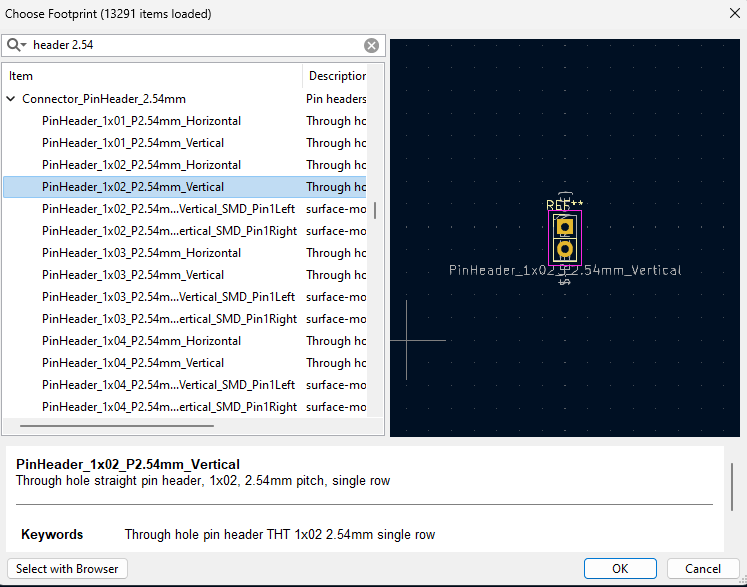 Choose Footprint (13291 items loaded)
header 2.54
Item Description
Connector_PinHeader_2.54mm Pin headers
PinHeader_1x01_P2.54mm_Horizontal Through ho
PinHeader_1x01_P2.54mm_Vertical Through ho
PinHeader_1x02_P2.54mm_Horizontal Through ho
PinHeader_1x02_P2.54mm_Vertical Through ho
PinHeader_1x02_P2.54m...Vertical_SMD_Pin1Left surface-mo
PinHeader_1x02_P2.54m...ertical_SMD_Pin1Right surface-mo
PinHeader_1x03_P2.54mm_Horizontal Through ho
PinHeader_1x03_P2.54mm_Vertical Through ho
PinHeader_1x03_P2.54m...Vertical_SMD_Pin1Left surface-mo
PinHeader_1x03_P2.54m...ertical_SMD_Pin1Right surface-mo
PinHeader_1x04_P2.54mm_Horizontal Through ho
PinHeader_1x04_P2.54mm_Vertical Through ho
PinHeader_1x04_P2.54m...Vertical_SMD_Pin1Left surface-mo
PinHeader_1x04_P2.54m...ertical_SMD_Pin1Right surface-mo
REF**
PinHeader_1x02_P2.54mm_Vertical
PinHeader_1x02_P2.54mm_Vertical
Through hole straight pin header, 1x02, 2.54mm pitch, single row
Keywords Through hole pin header THT 1x02 2.54mm single row
Select with Browser OK Cancel